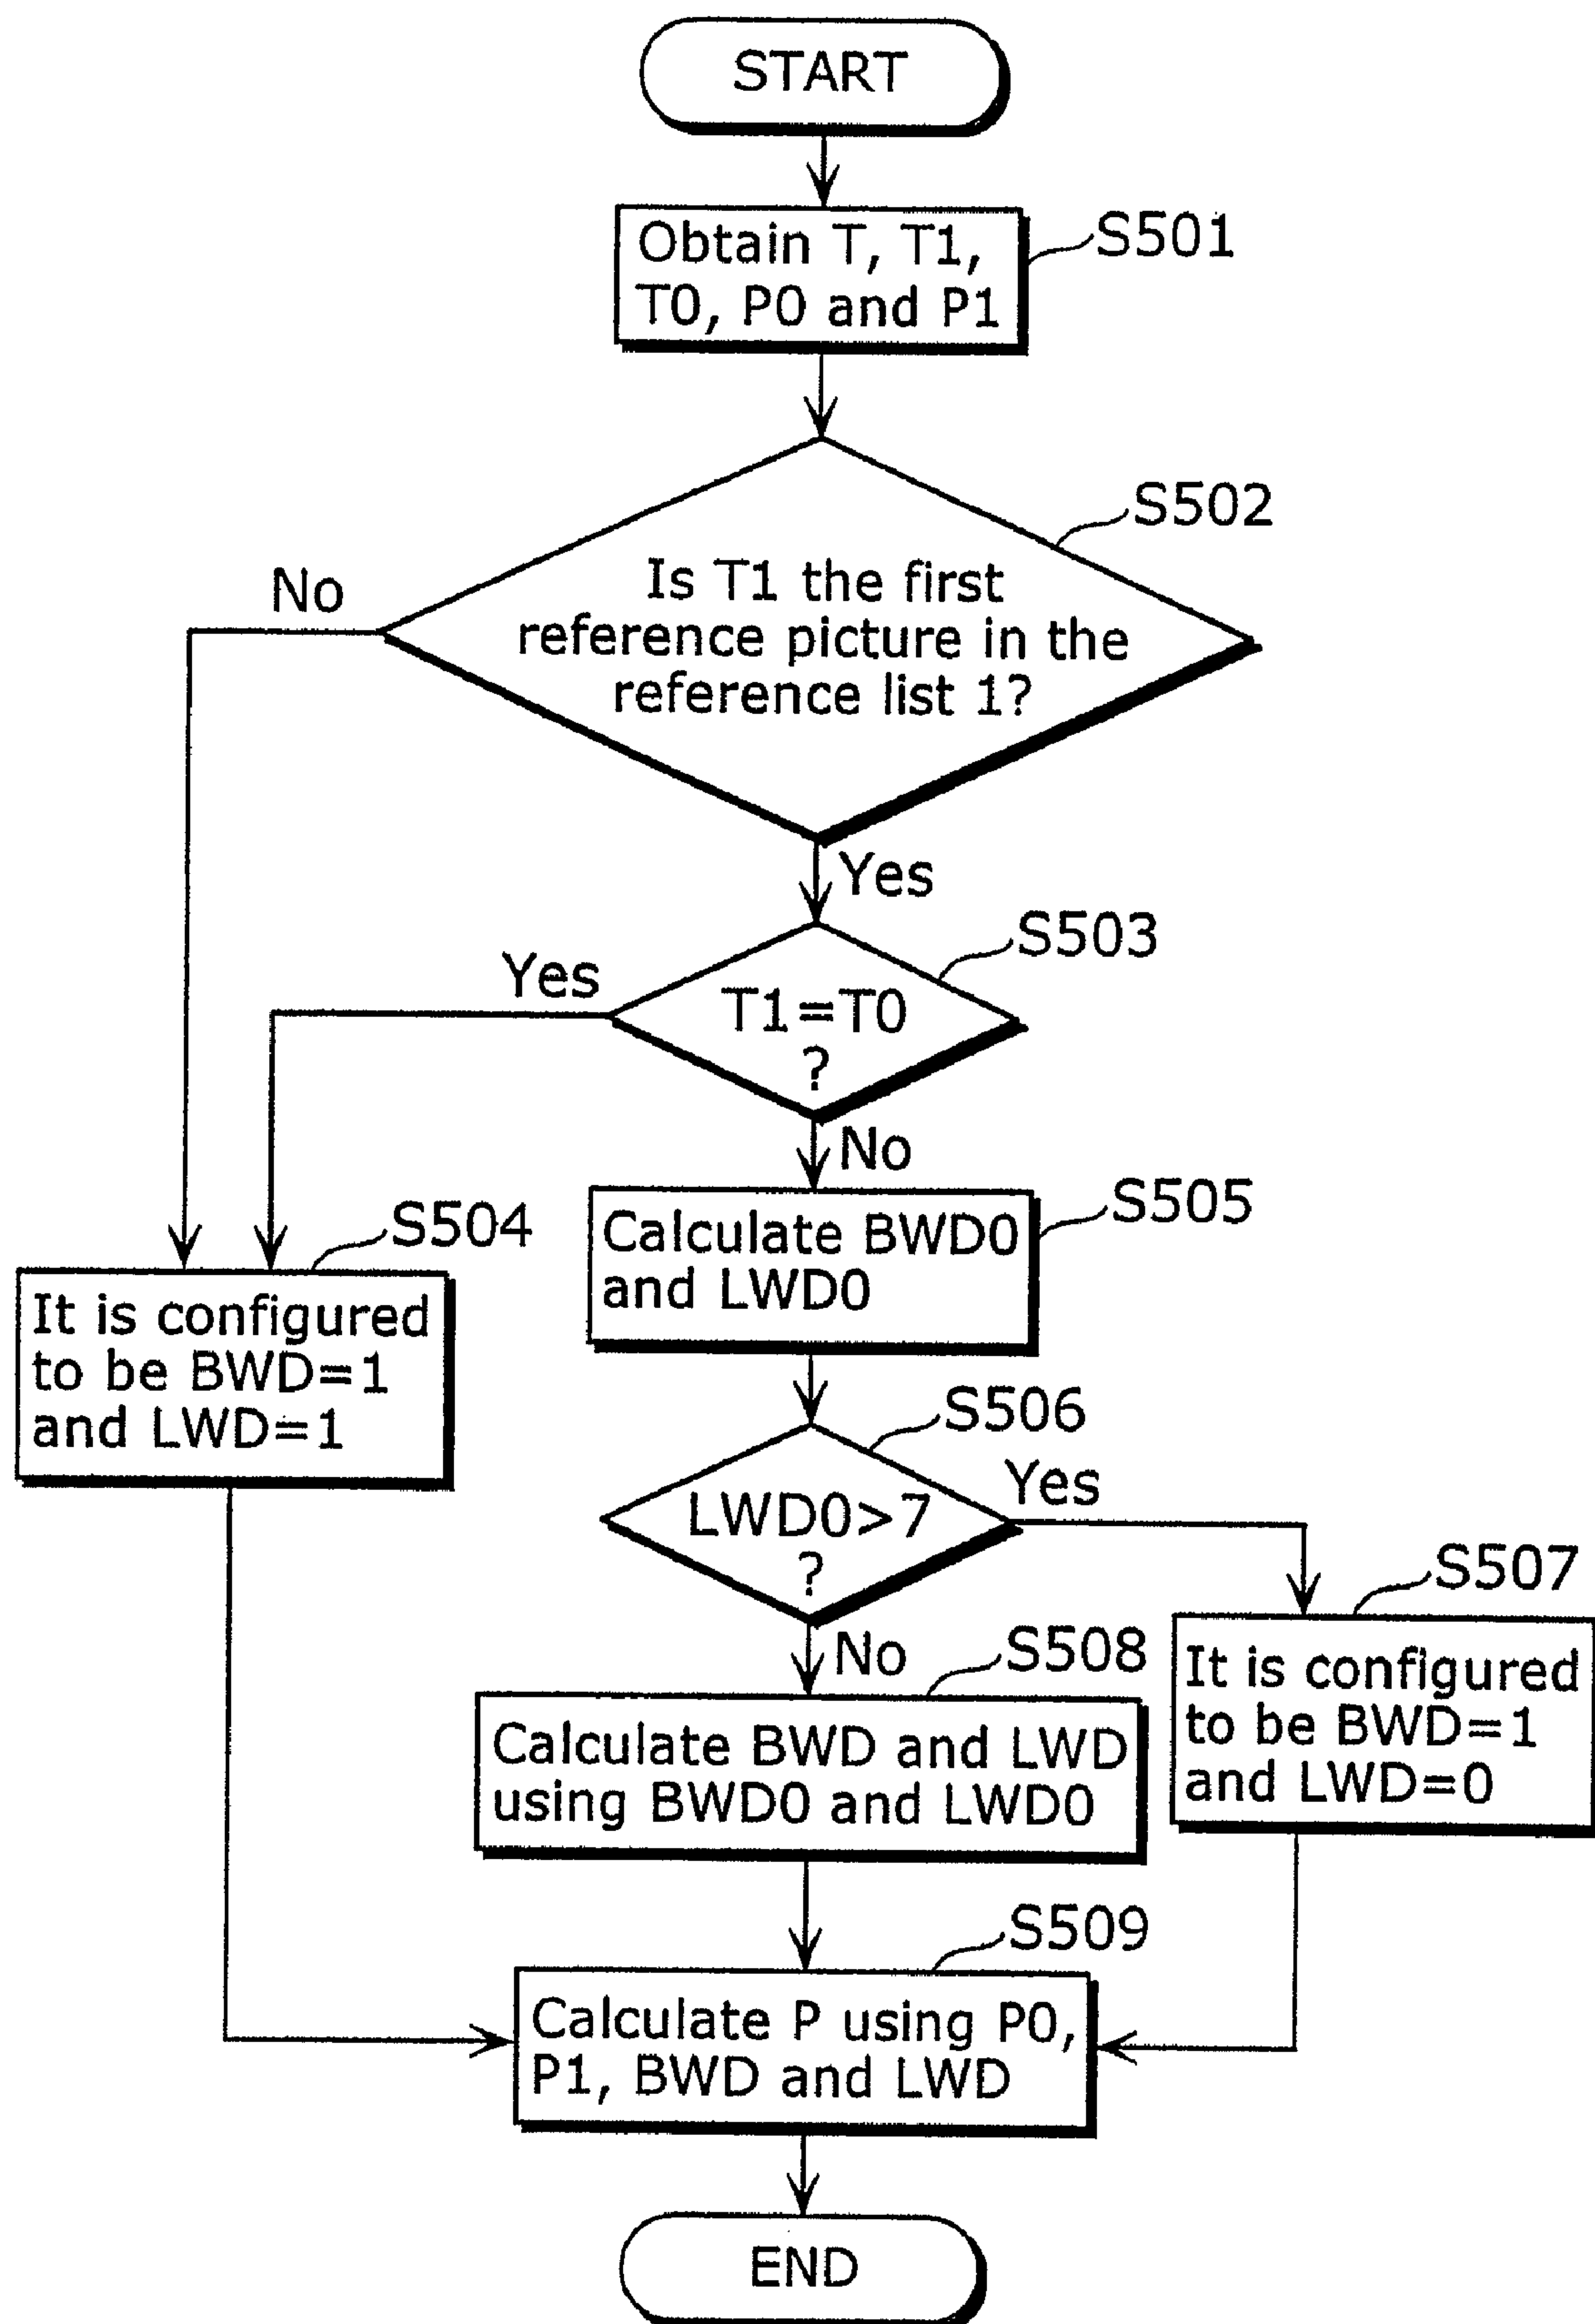 START
Obtain T, T1,
T0, P0 and P1
S501
S502
Is T1 the first
reference picture in the
reference list 1?
No
Yes
S503
T1=T0
?
Yes
No
S504
It is configured
to be BWD=1
and LWD=1
S505
Calculate BWD0
and LWD0
S506
LWD0>7
?
Yes
No
S507
It is configured
to be BWD=1
and LWD=0
S508
Calculate BWD and LWD
using BWD0 and LWD0
S509
Calculate P using P0,
P1, BWD and LWD
END